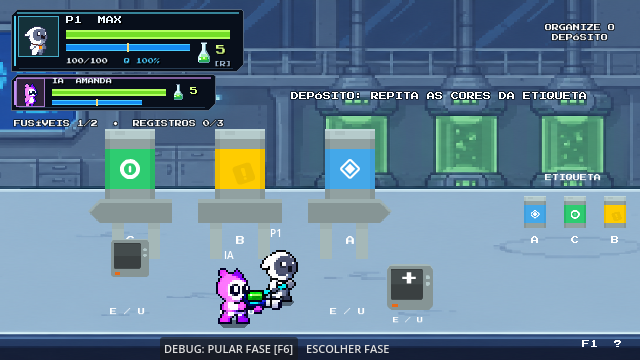 P1 MAX
100/100 Q 100% 5
[R]
IA AMANDA
5
FUSíVEIS 1/2 • REGISTROS 0/3
ORGANIZE O
DEPóSITO
DEPóSITO: REPITA AS CORES DA ETIQUETA
ETIQUETA
A C B
C B A
P1
IA
E / U E / U E / U
DEBUG: PULAR FASE [F6] ESCOLHER FASE
F1 ?